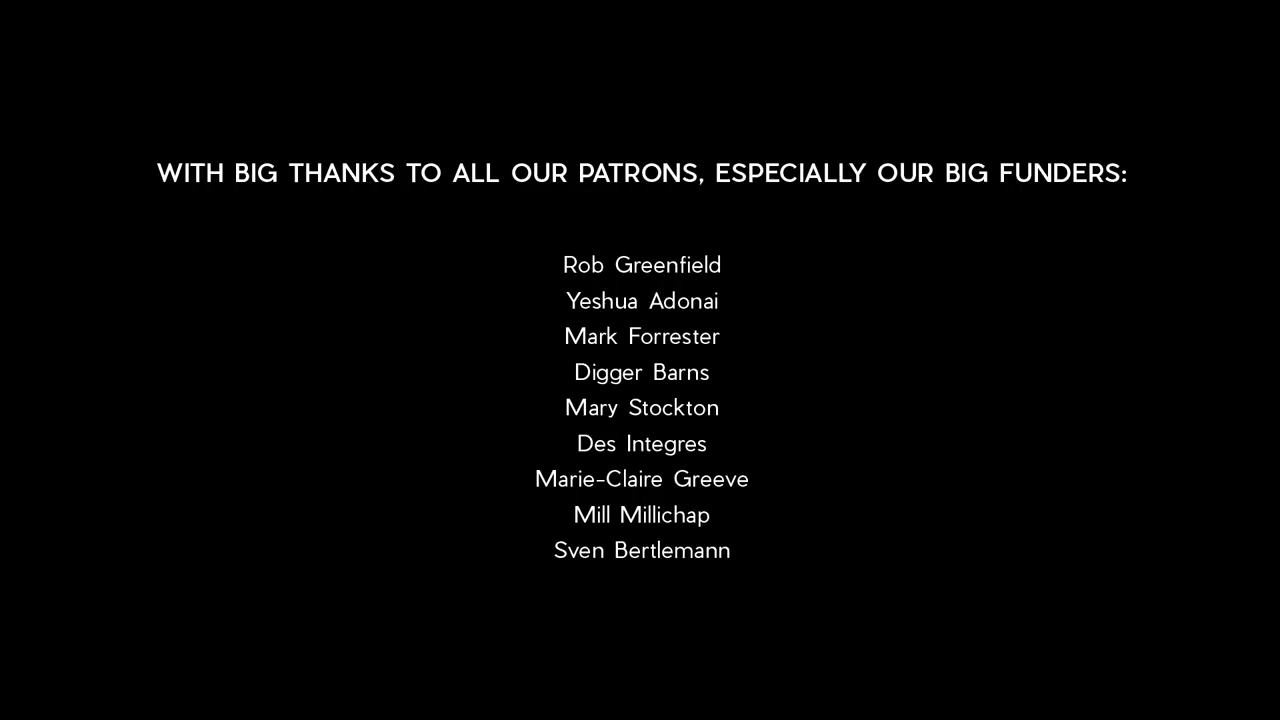 WITH BIG THANKS TO ALL OUR PATRONS, ESPECIALLY OUR BIG FUNDERS:
Rob Greenfield
Yeshua Adonai
Mark Forrester
Digger Barns
Mary Stockton
Des Integres
Marie-Claire Greeve
Mill Millichap
Sven Bertlemann